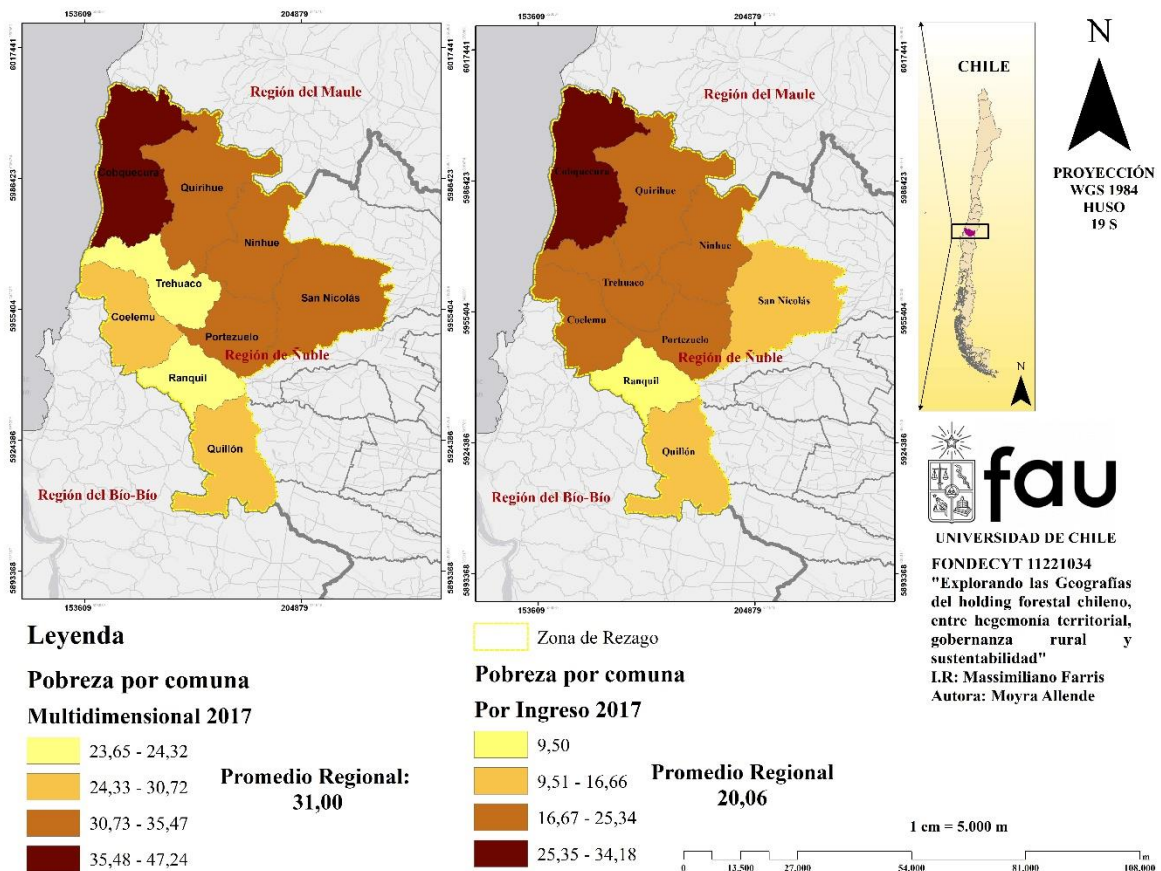 153609
204879
6017441
5986423
5955404
5924386
5893368
Región del Maule
Cobquecura
Quirihue
Ninhue
Trehuaco
San Nicolás
Coelemu
Portezuelo
Región de Ñuble
Ranquil
Quillón
Región del Bío-Bío
6017441
5986423
5955404
5924386
5893368
153609
204879
153609
204879
6017441
5986423
5955404
5924386
5893368
Región del Maule
Cobquecura
Quirihue
Ninhue
Trehuaco
San Nicolás
Coelemu
Portezuelo
Región de Ñuble
Ranquil
Quillón
Región del Bío-Bío
6017441
5986423
5955404
5924386
5893368
153609
204879
CHILE
N
N
PROYECCIÓN
WGS 1984
HUSO
19 S
fau
UNIVERSIDAD DE CHILE
FONDECYT 11221034
"Explorando las Geografías
del holding forestal chileno,
entre hegemonía territorial,
gobernanza rural y
sustentabilidad"
I.R: Massimiliano Farris
Autora: Moyra Allende
Leyenda
Pobreza por comuna
Multidimensional 2017
23,65 - 24,32
24,33 - 30,72
30,73 - 35,47
35,48 - 47,24
Promedio Regional:
31,00
Zona de Rezago
Pobreza por comuna
Por Ingreso 2017
9,50
9,51 - 16,66
16,67 - 25,34
25,35 - 34,18
Promedio Regional
20,06
1 cm = 5.000 m
m
0 13.500 27.000 54.000 81.000 108.000